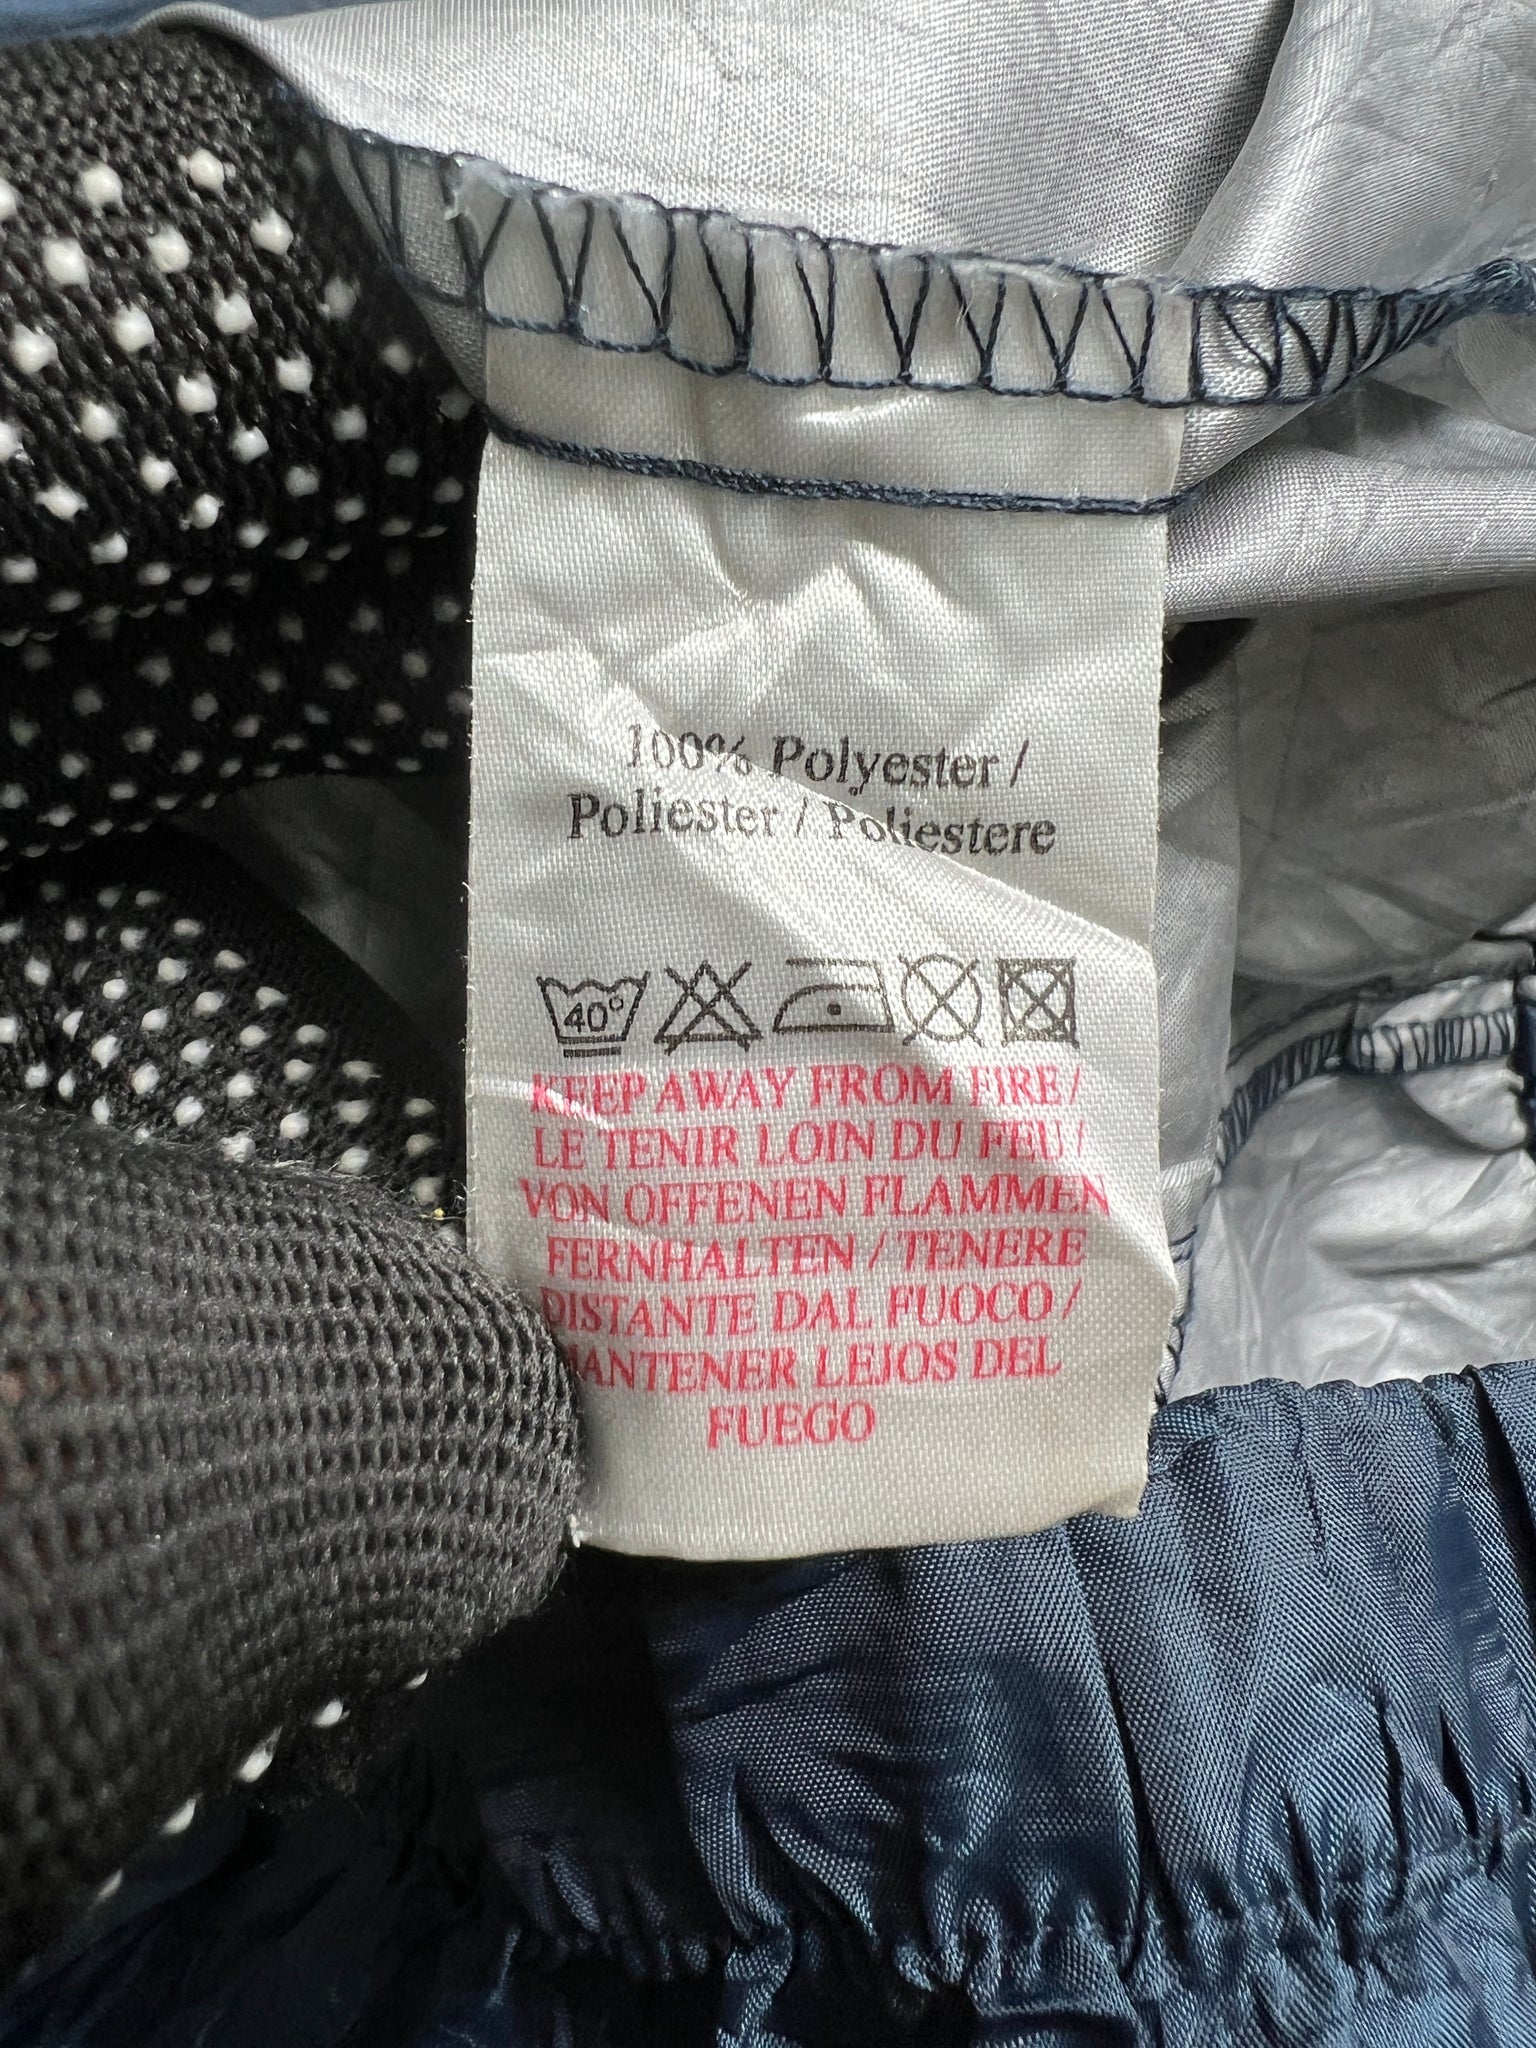 100% Polyester /
Poliester / Poliestere
40°
KEEP AWAY FROM FIRE /
LE TENIR LOIN DU FEU /
VON OFFENEN FLAMMEN
FERNHALTEN / TENERE
DISTANTE DAL FUOCO /
MANTENER LEJOS DEL
FUEGO